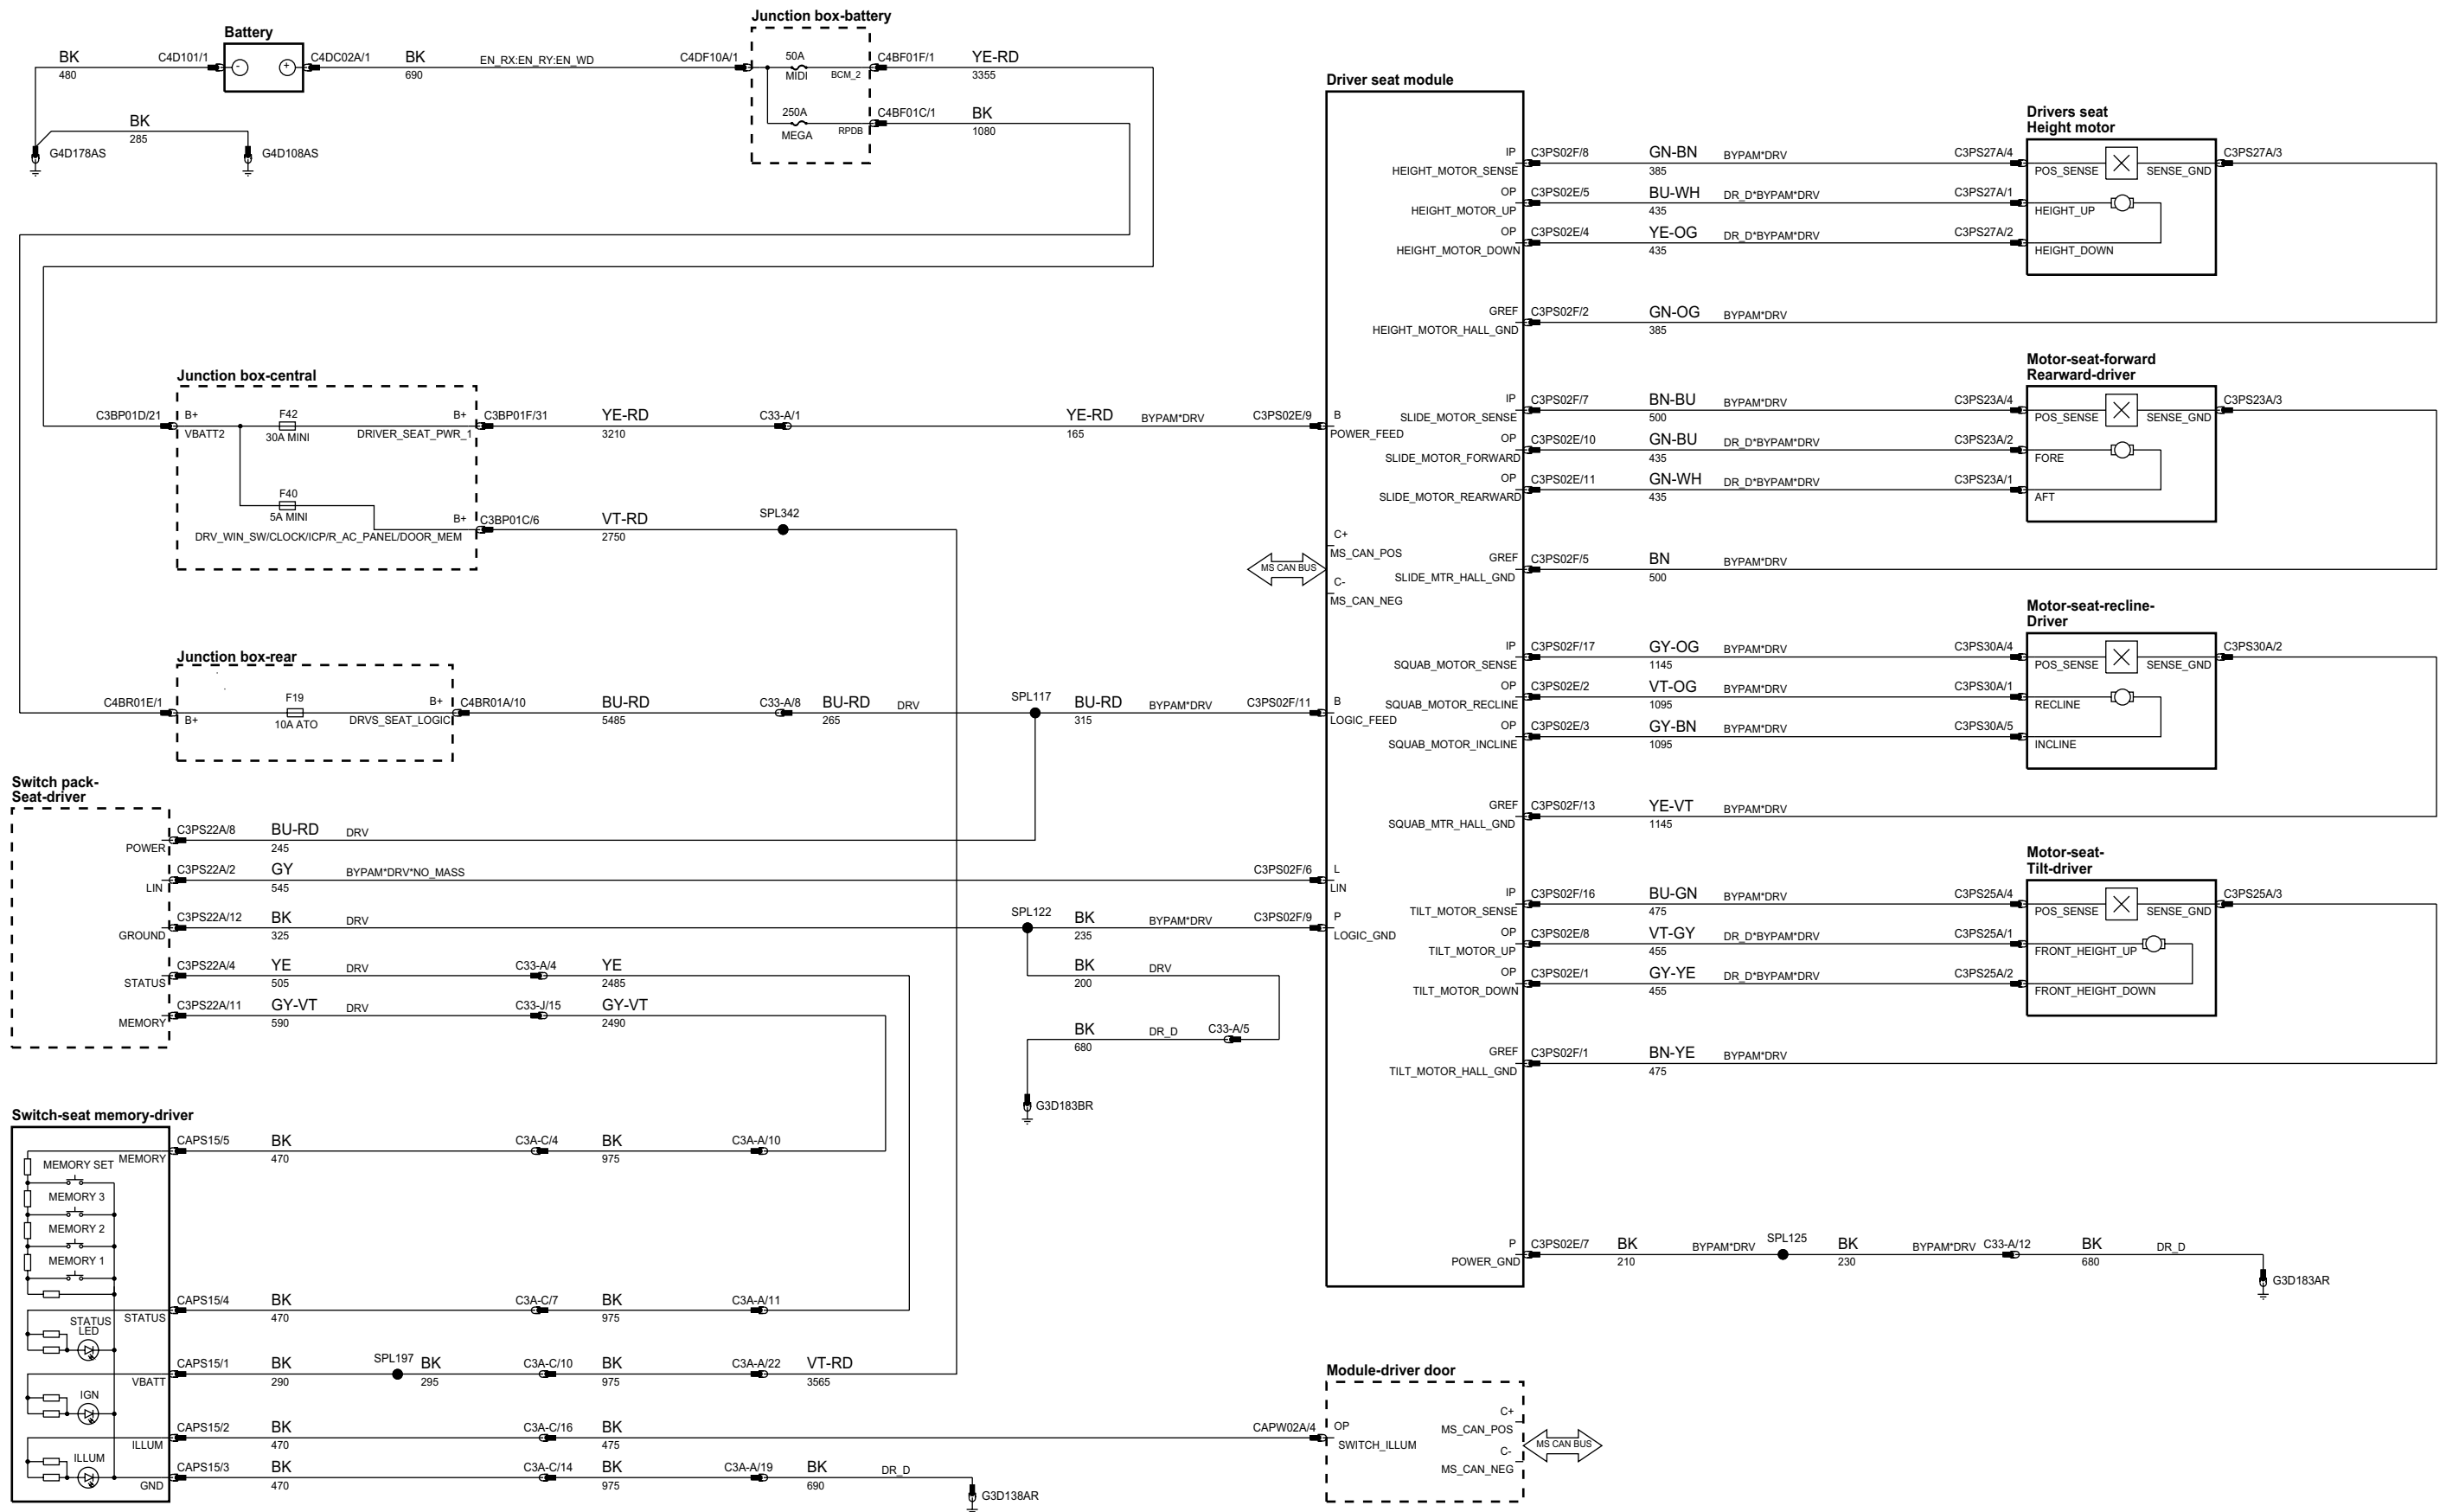 Junction box-battery
Battery
BK
480
C4D101/1
-
+
C4DC02A/1
BK
690
EN_RX:EN_RY:EN_WD
C4DF10A/1
50A
MIDI
BCM_2
C4BF01F/1
YE-RD
3355
250A
MEGA
RPDB
C4BF01C/1
BK
1080
BK
285
G4D178AS
G4D108AS
Junction box-central
C3BP01D/21
B+
VBATT2
F42
30A MINI
B+
DRIVER_SEAT_PWR_1
C3BP01F/31
YE-RD
3210
C33-A/1
YE-RD
165
BYPAM*DRV
C3PS02E/9
F40
5A MINI
B+
DRV_WIN_SW/CLOCK/ICP/R_AC_PANEL/DOOR_MEM
C3BP01C/6
VT-RD
2750
SPL342
Junction box-rear
C4BR01E/1
B+
F19
10A ATO
B+
DRVS_SEAT_LOGIC
C4BR01A/10
BU-RD
5485
C33-A/8
BU-RD
265
DRV
SPL117
BU-RD
315
BYPAM*DRV
C3PS02F/11
Switch pack-
Seat-driver
POWER
C3PS22A/8
BU-RD
245
DRV
LIN
C3PS22A/2
GY
545
BYPAM*DRV*NO_MASS
C3PS02F/6
GROUND
C3PS22A/12
BK
325
DRV
SPL122
BK
235
BYPAM*DRV
C3PS02F/9
STATUS
C3PS22A/4
YE
505
DRV
C33-A/4
YE
2485
BK
200
DRV
MEMORY
C3PS22A/11
GY-VT
590
DRV
C33-J/15
GY-VT
2490
BK
680
DR_D
C33-A/5
G3D183BR
Switch-seat memory-driver
MEMORY SET
MEMORY 3
MEMORY 2
MEMORY 1
MEMORY
CAPS15/5
BK
470
C3A-C/4
BK
975
C3A-A/10
STATUS
LED
STATUS
CAPS15/4
BK
470
C3A-C/7
BK
975
C3A-A/11
IGN
VBATT
CAPS15/1
BK
290
SPL197
BK
295
C3A-C/10
BK
975
C3A-A/22
VT-RD
3565
ILLUM
ILLUM
CAPS15/2
BK
470
C3A-C/16
BK
475
CAPW02A/4
GND
CAPS15/3
BK
470
C3A-C/14
BK
975
C3A-A/19
BK
690
DR_D
G3D138AR
Driver seat module
B
POWER_FEED
C+
MS_CAN_POS
MS CAN BUS
C-
MS_CAN_NEG
B
LOGIC_FEED
L
LIN
P
LOGIC_GND
IP
HEIGHT_MOTOR_SENSE
C3PS02F/8
GN-BN
385
BYPAM*DRV
C3PS27A/4
OP
HEIGHT_MOTOR_UP
C3PS02E/5
BU-WH
435
DR_D*BYPAM*DRV
C3PS27A/1
OP
HEIGHT_MOTOR_DOWN
C3PS02E/4
YE-OG
435
DR_D*BYPAM*DRV
C3PS27A/2
GREF
HEIGHT_MOTOR_HALL_GND
C3PS02F/2
GN-OG
385
BYPAM*DRV
Drivers seat
Height motor
POS_SENSE
SENSE_GND
C3PS27A/3
HEIGHT_UP
HEIGHT_DOWN
IP
SLIDE_MOTOR_SENSE
C3PS02F/7
BN-BU
500
BYPAM*DRV
C3PS23A/4
OP
SLIDE_MOTOR_FORWARD
C3PS02E/10
GN-BU
435
DR_D*BYPAM*DRV
C3PS23A/2
OP
SLIDE_MOTOR_REARWARD
C3PS02E/11
GN-WH
435
DR_D*BYPAM*DRV
C3PS23A/1
GREF
SLIDE_MTR_HALL_GND
C3PS02F/5
BN
500
BYPAM*DRV
Motor-seat-forward
Rearward-driver
POS_SENSE
SENSE_GND
C3PS23A/3
FORE
AFT
IP
SQUAB_MOTOR_SENSE
C3PS02F/17
GY-OG
1145
BYPAM*DRV
C3PS30A/4
OP
SQUAB_MOTOR_RECLINE
C3PS02E/2
VT-OG
1095
BYPAM*DRV
C3PS30A/1
OP
SQUAB_MOTOR_INCLINE
C3PS02E/3
GY-BN
1095
BYPAM*DRV
C3PS30A/5
GREF
SQUAB_MTR_HALL_GND
C3PS02F/13
YE-VT
1145
BYPAM*DRV
Motor-seat-recline-
Driver
POS_SENSE
SENSE_GND
C3PS30A/2
RECLINE
INCLINE
IP
TILT_MOTOR_SENSE
C3PS02F/16
BU-GN
475
BYPAM*DRV
C3PS25A/4
OP
TILT_MOTOR_UP
C3PS02E/8
VT-GY
455
DR_D*BYPAM*DRV
C3PS25A/1
OP
TILT_MOTOR_DOWN
C3PS02E/1
GY-YE
455
DR_D*BYPAM*DRV
C3PS25A/2
GREF
TILT_MOTOR_HALL_GND
C3PS02F/1
BN-YE
475
BYPAM*DRV
Motor-seat-
Tilt-driver
POS_SENSE
SENSE_GND
C3PS25A/3
FRONT_HEIGHT_UP
FRONT_HEIGHT_DOWN
P
POWER_GND
C3PS02E/7
BK
210
BYPAM*DRV
SPL125
BK
230
BYPAM*DRV
C33-A/12
BK
680
DR_D
G3D183AR
Module-driver door
OP
SWITCH_ILLUM
C+
MS_CAN_POS
C-
MS_CAN_NEG
MS CAN BUS